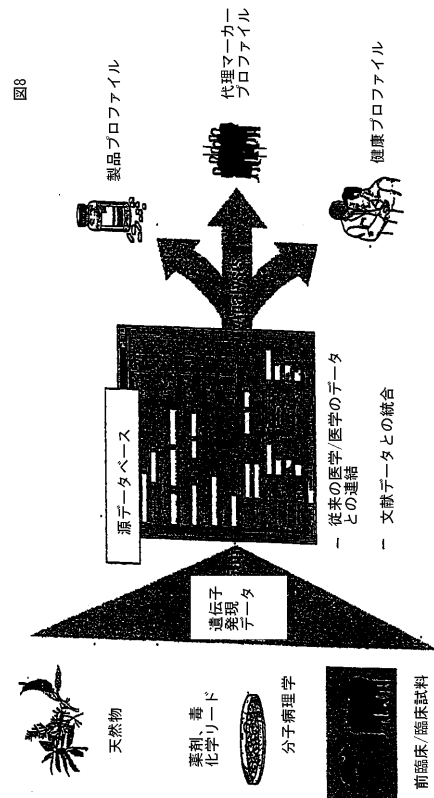 図8
天然物
薬剤、毒
化学リード
分子病理学
前臨床/臨床試料
遺伝子
発現
データ
源データベース
－ 従来の医学/医学のデータ
との連結
－ 文献データとの統合
製品プロファイル
代理マーカー
プロファイル
健康プロファイル